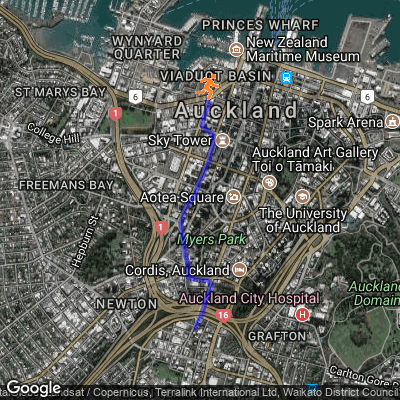 PRINCES WHARF
WYNYARD
QUARTER
New Zealand
Maritime Museum
VIADUCT BASIN
ST MARYS BAY
6
6
1
College Hill
Auckland
Spark Arena
Sky Tower
Auckland Art Gallery
Toi o Tāmaki
FREEMANS BAY
Aotea Square
The University
of Auckland
Hepburn St
1
Myers Park
Cordis, Auckland
Auckland
Domain
NEWTON
Auckland City Hospital
H
16
GRAFTON
Carlton Gore
Google
Landsat / Copernicus, Terralink International Ltd, Waikato District Council